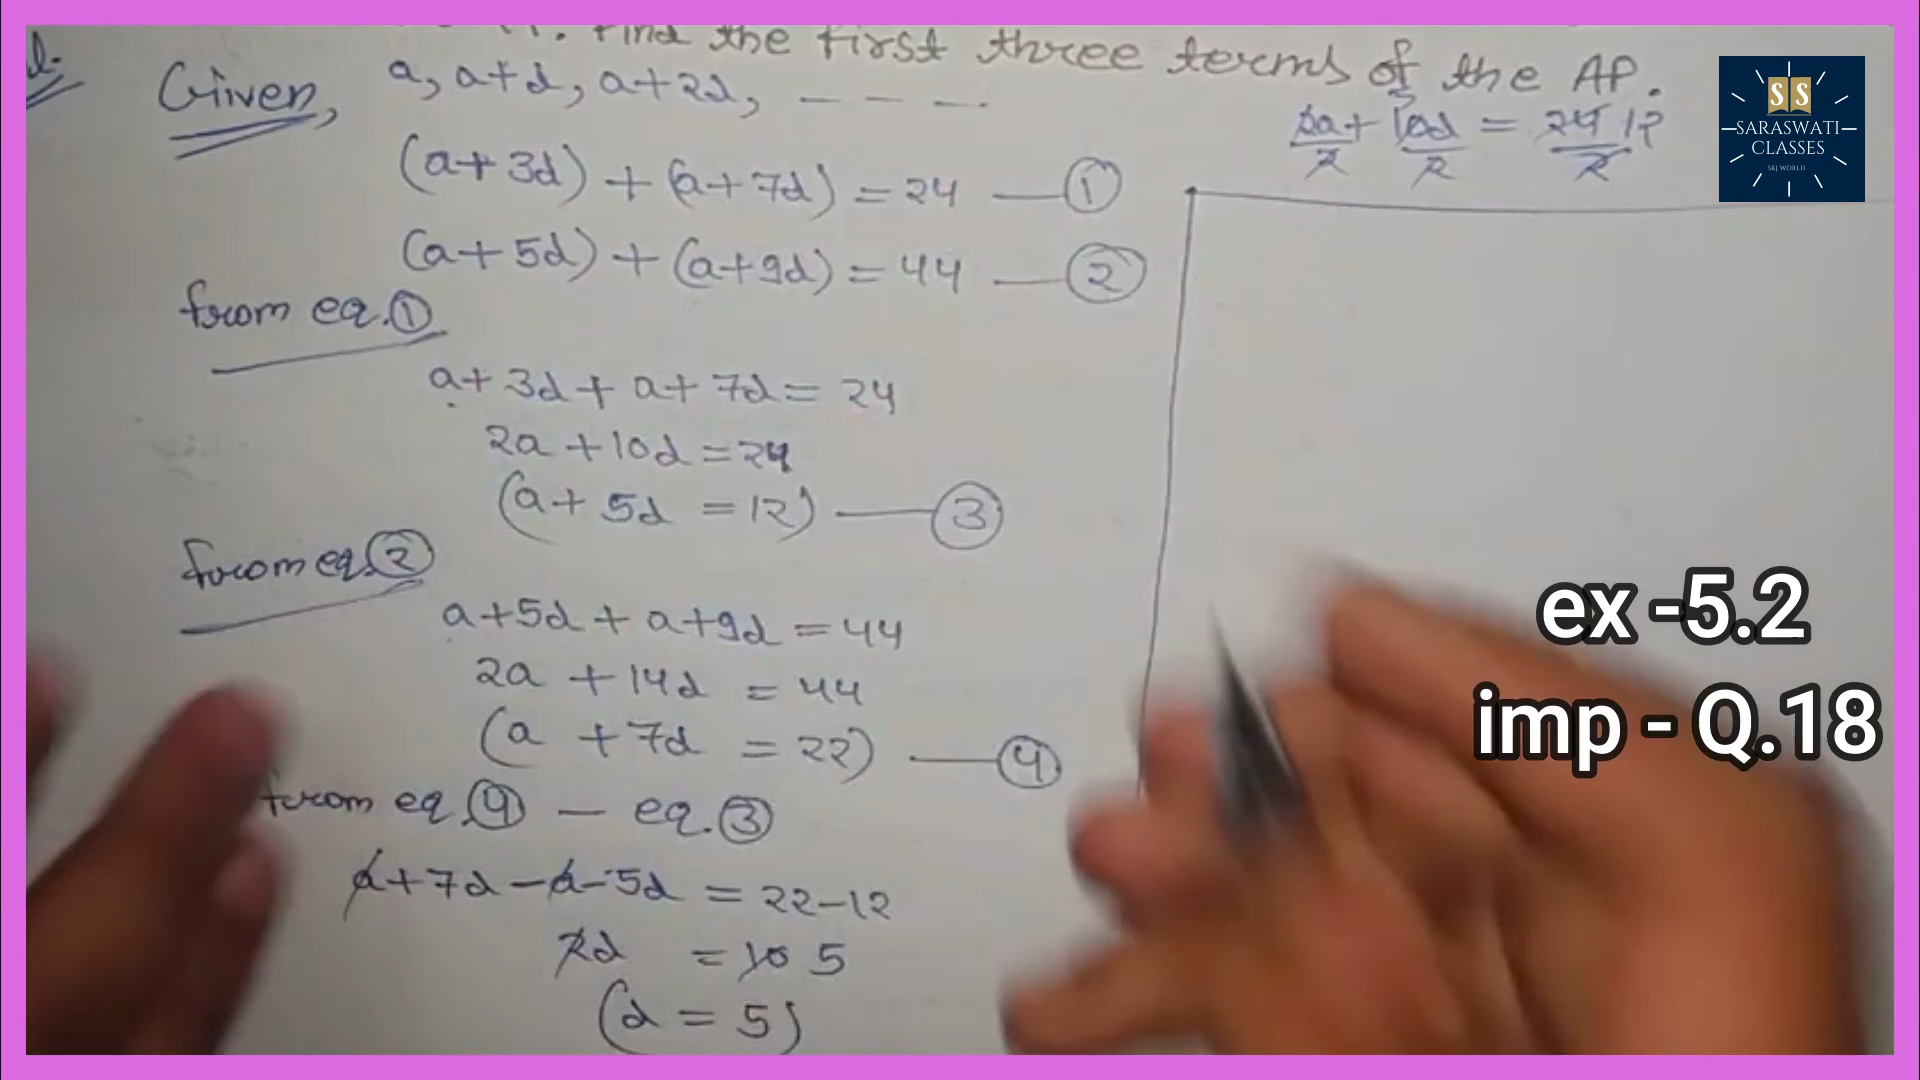 Find the first three terms of the AP.
Given, a, a+d, a+2d, – – –.
(a+3d) + (a+7d) = 24 — ①
(a+5d) + (a+9d) = 44 — ②
from eq.①
a+3d+a+7d=24
2a+10d=24
(a+5d=12) — ③
from eq.②
a+5d+a+9d=44
2a+14d=44
(a+7d=22) — ④
from eq.④ – eq.③
a+7d-a-5d=22-12
2d=10 5
(d=5)
2a/2 + 10d/2 5 = 24/2 12
SS
SARASWATI
CLASSES
SKJ WORLD
ex -5.2
imp - Q.18